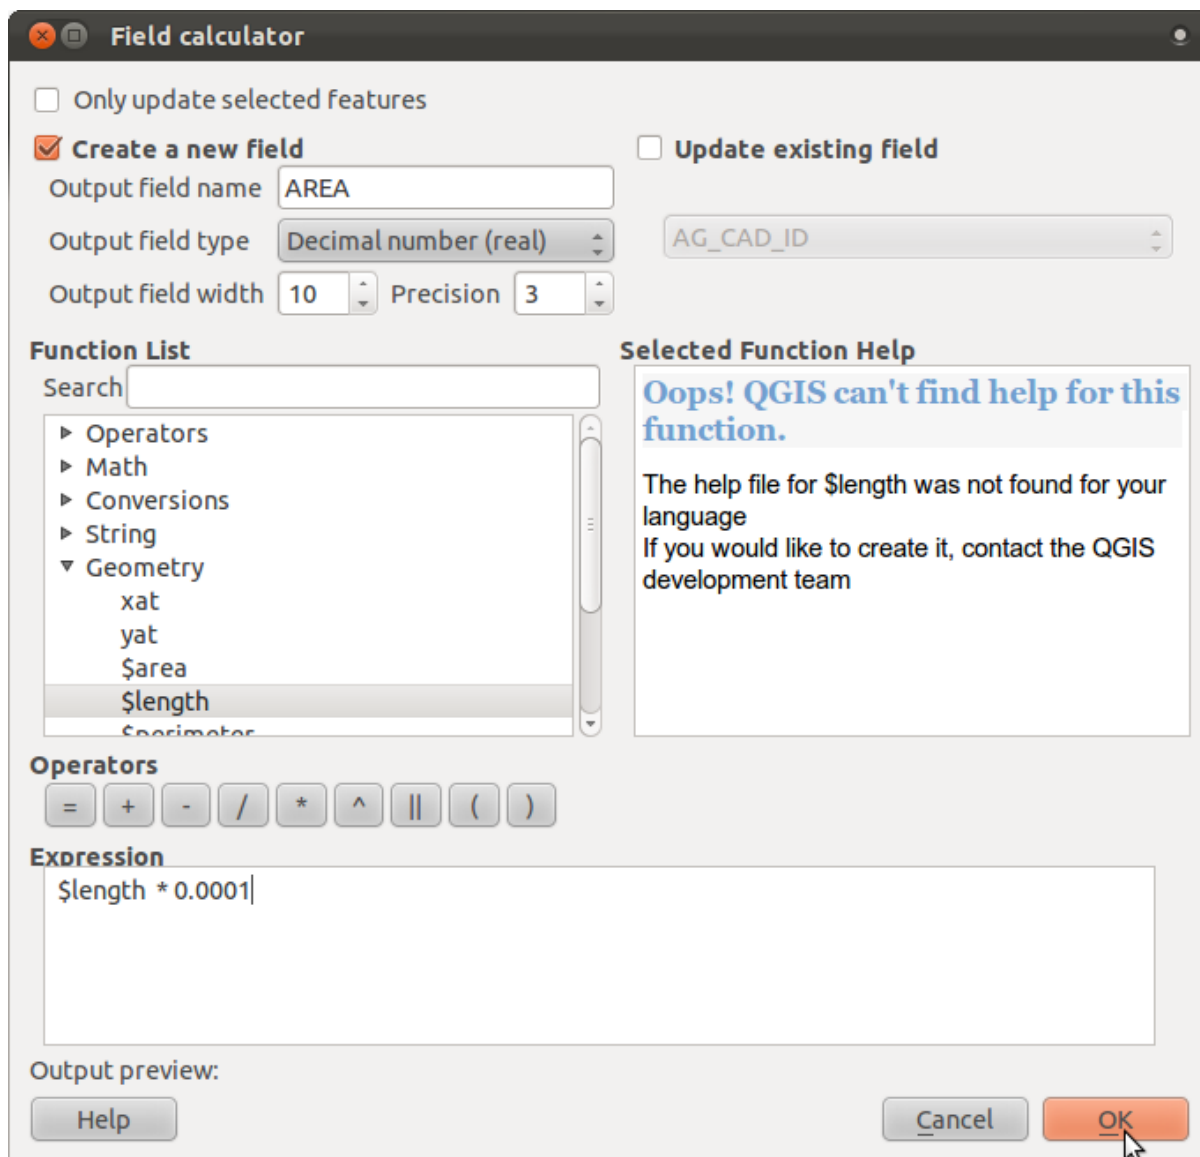 Field calculator
Only update selected features
Create a new field
Update existing field
Output field name AREA
Output field type Decimal number (real)
AG_CAD_ID
Output field width 10 Precision 3
Function List
Search
Operators
Math
Conversions
String
Geometry
xat
yat
$area
$length
$perimeter
Selected Function Help
Oops! QGIS can't find help for this
function.
The help file for $length was not found for your
language
If you would like to create it, contact the QGIS
development team
Operators
= + - / * ^ || ( )
Expression
$length * 0.0001
Output preview:
Help
Cancel
OK